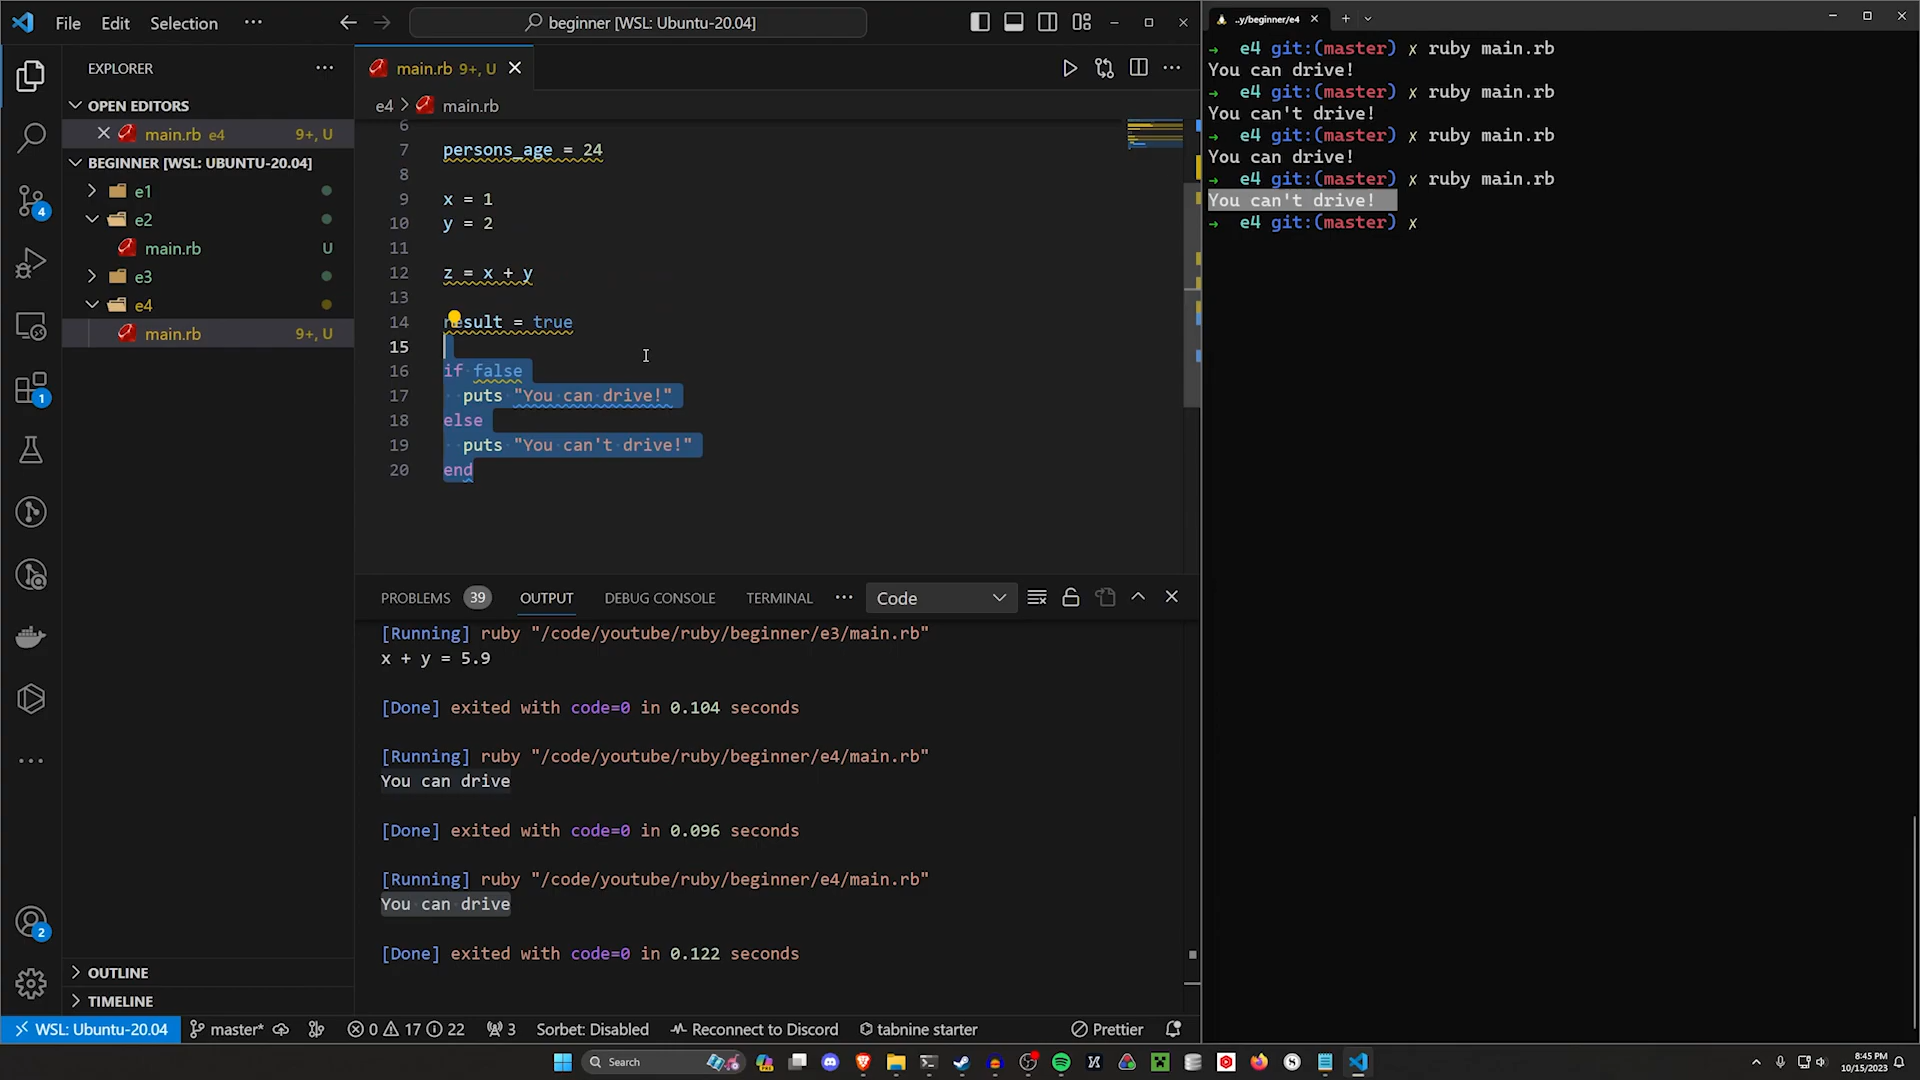 File Edit Selection ··· beginner [WSL: Ubuntu-20.04]
EXPLORER ···
OPEN EDITORS
main.rb e4 9+, U
BEGINNER [WSL: UBUNTU-20.04]
e1
e2
main.rb U
e3
e4
main.rb 9+, U
OUTLINE
TIMELINE
4
1
2
main.rb 9+, U
e4 > main.rb
6
7 persons_age = 24
8
9 x = 1
10 y = 2
11
12 z = x + y
13
14 result = true
15
16 if false
17 puts "You can drive!"
18 else
19 puts "You can't drive!"
20 end
PROBLEMS 39 OUTPUT DEBUG CONSOLE TERMINAL ··· Code
[Running] ruby "/code/youtube/ruby/beginner/e3/main.rb"
x + y = 5.9
[Done] exited with code=0 in 0.104 seconds
[Running] ruby "/code/youtube/ruby/beginner/e4/main.rb"
You can drive
[Done] exited with code=0 in 0.096 seconds
[Running] ruby "/code/youtube/ruby/beginner/e4/main.rb"
You can drive
[Done] exited with code=0 in 0.122 seconds
..y/beginner/e4
→ e4 git:(master) ✗ ruby main.rb
You can drive!
→ e4 git:(master) ✗ ruby main.rb
You can't drive!
→ e4 git:(master) ✗ ruby main.rb
You can drive!
→ e4 git:(master) ✗ ruby main.rb
You can't drive!
→ e4 git:(master) ✗
WSL: Ubuntu-20.04 master* 0 17 22 3 Sorbet: Disabled Reconnect to Discord tabnine starter Prettier
Search
8:45 PM
10/15/2023